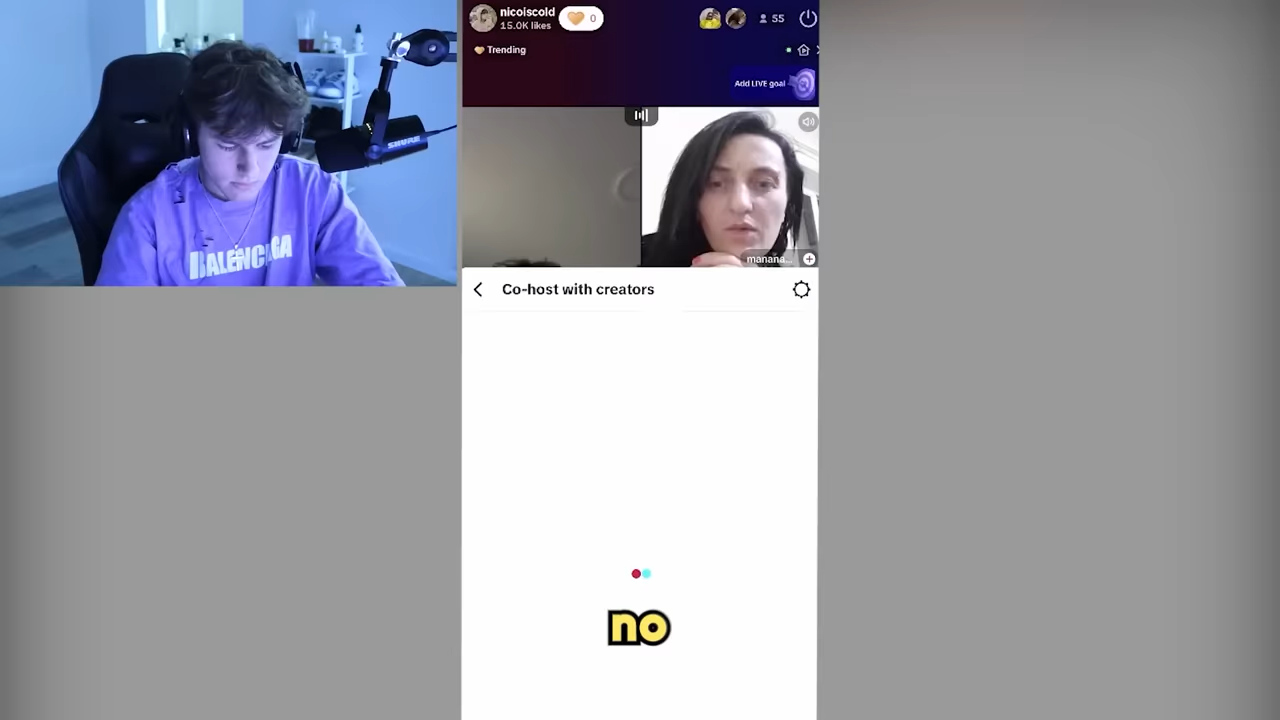 nicoiscold
15.0K likes
0
55
Trending
Add LIVE goal
manana...
Co-host with creators
SHURE
BALENCIAGA
no